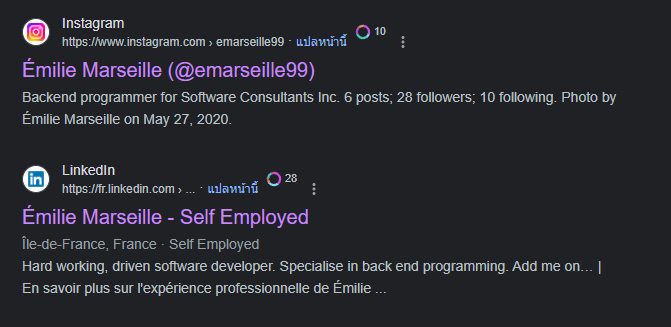 Instagram
https://www.instagram.com › emarseille99 · แปลหน้านี้ 10
Émilie Marseille (@emarseille99)
Backend programmer for Software Consultants Inc. 6 posts; 28 followers; 10 following. Photo by
Émilie Marseille on May 27, 2020.
LinkedIn
https://fr.linkedin.com › ... · แปลหน้านี้ 28
Émilie Marseille - Self Employed
Île-de-France, France · Self Employed
Hard working, driven software developer. Specialise in back end programming. Add me on… |
En savoir plus sur l'expérience professionnelle de Émilie ...